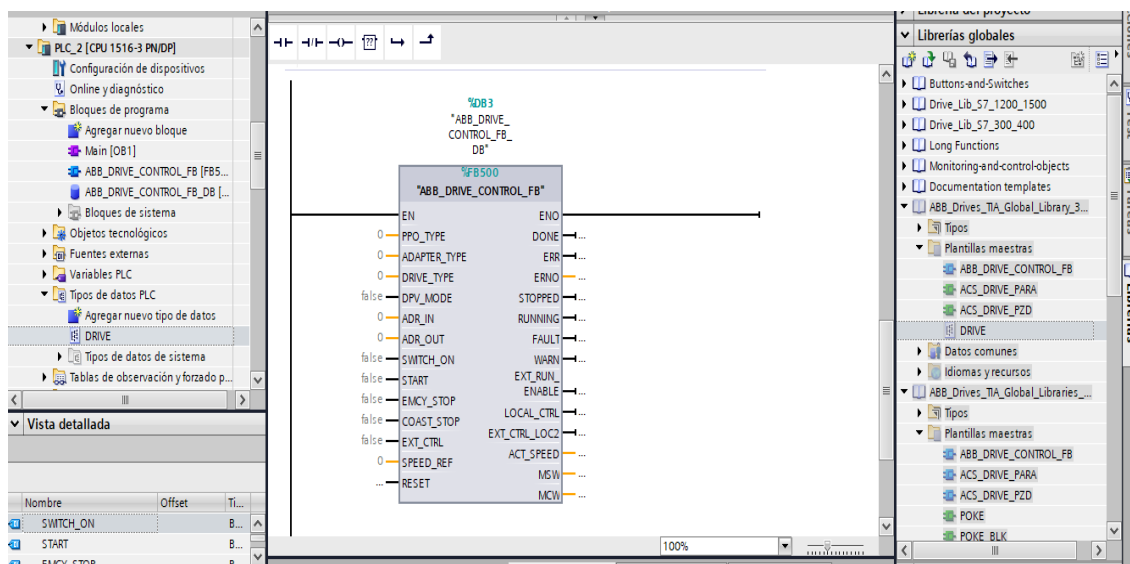 Módulos locales
PLC_2 [CPU 1516-3 PN/DP]
Configuración de dispositivos
Online y diagnóstico
Bloques de programa
Agregar nuevo bloque
Main [OB1]
ABB_DRIVE_CONTROL_FB [FB5...
ABB_DRIVE_CONTROL_FB_DB [...
Bloques de sistema
Objetos tecnológicos
Fuentes externas
Variables PLC
Tipos de datos PLC
Agregar nuevo tipo de datos
DRIVE
Tipos de datos de sistema
Tablas de observación y forzado p...
Vista detallada
Nombre Offset Ti...
SWITCH_ON B...
START B...
EMCY_STOP B...
??
%DB3
"ABB_DRIVE_
CONTROL_FB_
DB"
%FB500
"ABB_DRIVE_CONTROL_FB"
EN ENO
0 PPO_TYPE DONE ...
0 ADAPTER_TYPE ERR ...
0 DRIVE_TYPE ERNO ...
false DPV_MODE STOPPED ...
0 ADR_IN RUNNING ...
0 ADR_OUT FAULT ...
false SWITCH_ON WARN ...
false START EXT_RUN_
ENABLE ...
false EMCY_STOP
LOCAL_CTRL ...
false COAST_STOP
EXT_CTRL_LOC2 ...
false EXT_CTRL
ACT_SPEED ...
0 SPEED_REF
MSW ...
... RESET
MCW ...
100%
Librería del proyecto
Librerías globales
Buttons-and-Switches
Drive_Lib_S7_1200_1500
Drive_Lib_S7_300_400
Long Functions
Monitoring-and-control-objects
Documentation templates
ABB_Drives_TIA_Global_Library_3...
Tipos
Plantillas maestras
ABB_DRIVE_CONTROL_FB
ACS_DRIVE_PARA
ACS_DRIVE_PZD
DRIVE
Datos comunes
Idiomas y recursos
ABB_Drives_TIA_Global_Libraries_...
Tipos
Plantillas maestras
ABB_DRIVE_CONTROL_FB
ACS_DRIVE_PARA
ACS_DRIVE_PZD
POKE
POKE_BLK